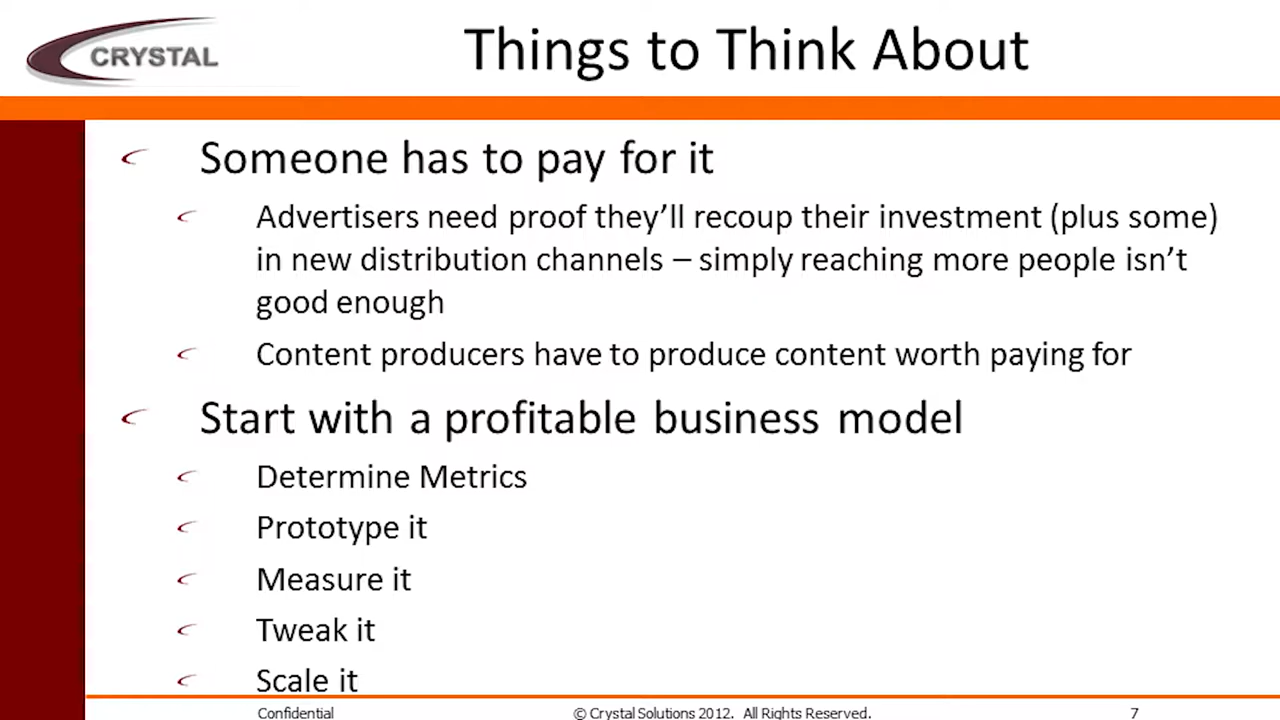 CRYSTAL
Things to Think About
Someone has to pay for it
Advertisers need proof they’ll recoup their investment (plus some)
in new distribution channels – simply reaching more people isn’t
good enough
Content producers have to produce content worth paying for
Start with a profitable business model
Determine Metrics
Prototype it
Measure it
Tweak it
Scale it
Confidential
© Crystal Solutions 2012.  All Rights Reserved.
7